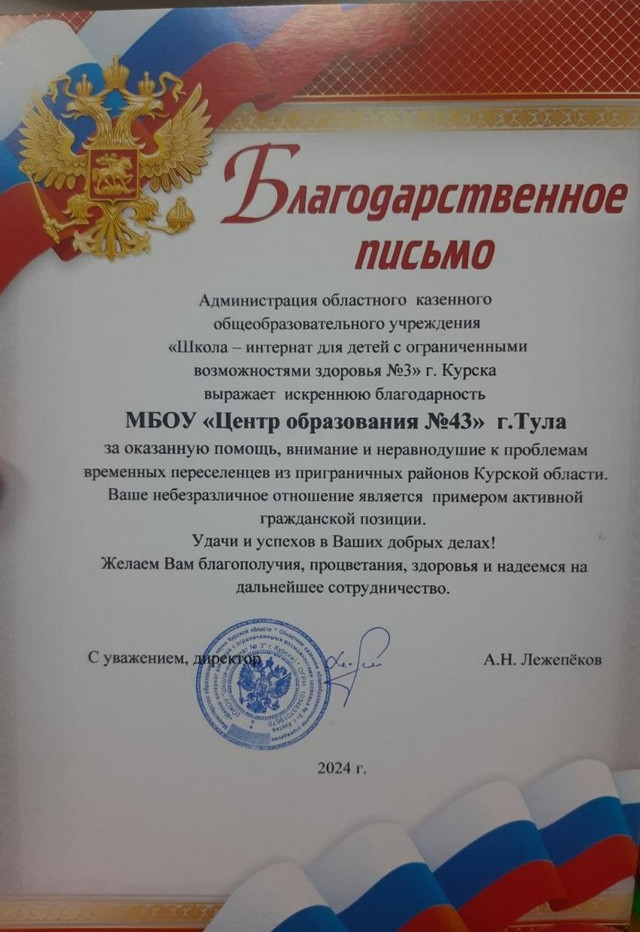 Благодарственное
письмо
Администрация областного казенного
общеобразовательного учреждения
«Школа – интернат для детей с ограниченными
возможностями здоровья №3» г. Курска
выражает искреннюю благодарность
МБОУ «Центр образования №43» г.Тула
за оказанную помощь, внимание и неравнодушие к проблемам
временных переселенцев из приграничных районов Курской области.
Ваше небезразличное отношение является примером активной
гражданской позиции.
Удачи и успехов в Ваших добрых делах!
Желаем Вам благополучия, процветания, здоровья и надеемся на
дальнейшее сотрудничество.
С уважением, директор
А.Н. Лежепёков
2024 г.